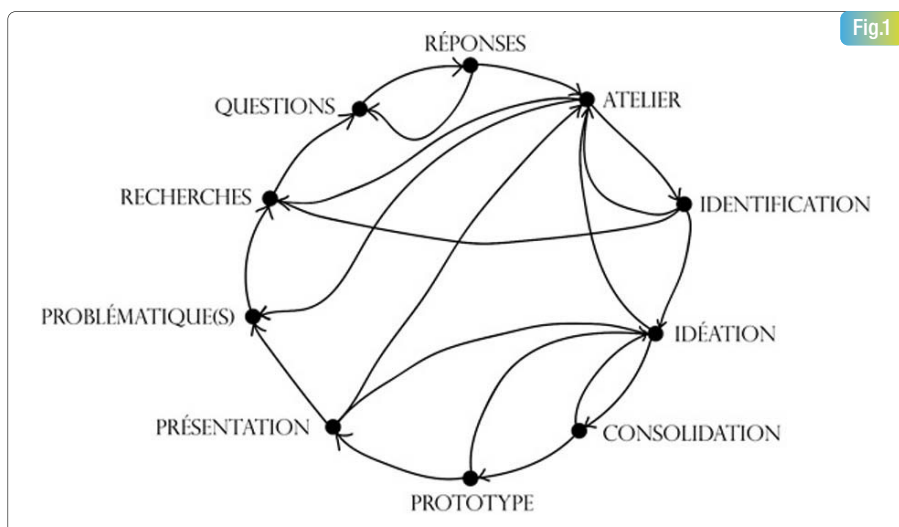 Fig.1
RÉPONSES
ATELIER
QUESTIONS
RECHERCHES
IDENTIFICATION
PROBLÉMATIQUE(S)
IDÉATION
PRÉSENTATION
CONSOLIDATION
PROTOTYPE